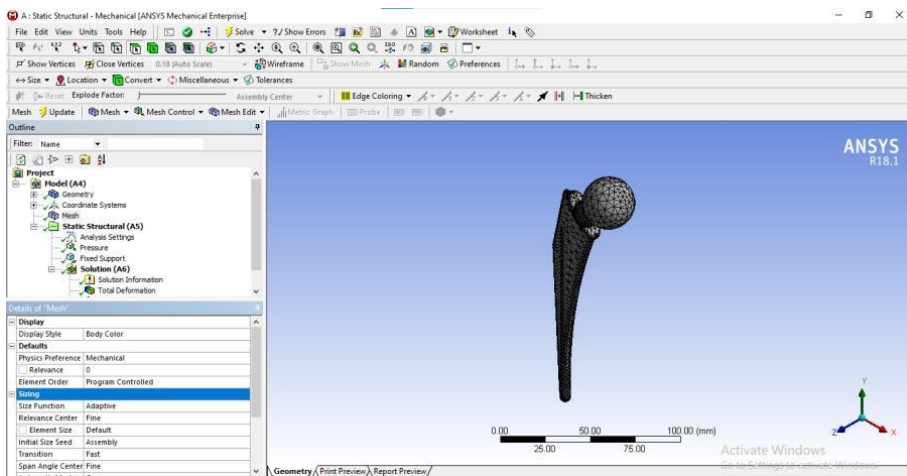 A : Static Structural - Mechanical [ANSYS Mechanical Enterprise]
File Edit View Units Tools Help Solve ?/ Show Errors Worksheet
Show Vertices Close Vertices 0.18 (Auto Scale) Wireframe Show Mesh Random Preferences
Size Location Convert Miscellaneous Tolerances
Reset Explode Factor: Assembly Center Edge Coloring Thicken
Mesh Update Mesh Mesh Control Mesh Edit Metric Graph Probe
Outline
Filter: Name
Project
Model (A4)
Geometry
Coordinate Systems
Mesh
Static Structural (A5)
Analysis Settings
Pressure
Fixed Support
Solution (A6)
Solution Information
Total Deformation
Details of "Mesh"
Display
Display Style Body Color
Defaults
Physics Preference Mechanical
Relevance 0
Element Order Program Controlled
Sizing
Size Function Adaptive
Relevance Center Fine
Element Size Default
Initial Size Seed Assembly
Transition Fast
Span Angle Center Fine
ANSYS
R18.1
0.00 50.00 100.00 (mm)
25.00 75.00
Y
Z X
Activate Windows
Go to Settings to activate Windows.
Geometry Print Preview Report Preview